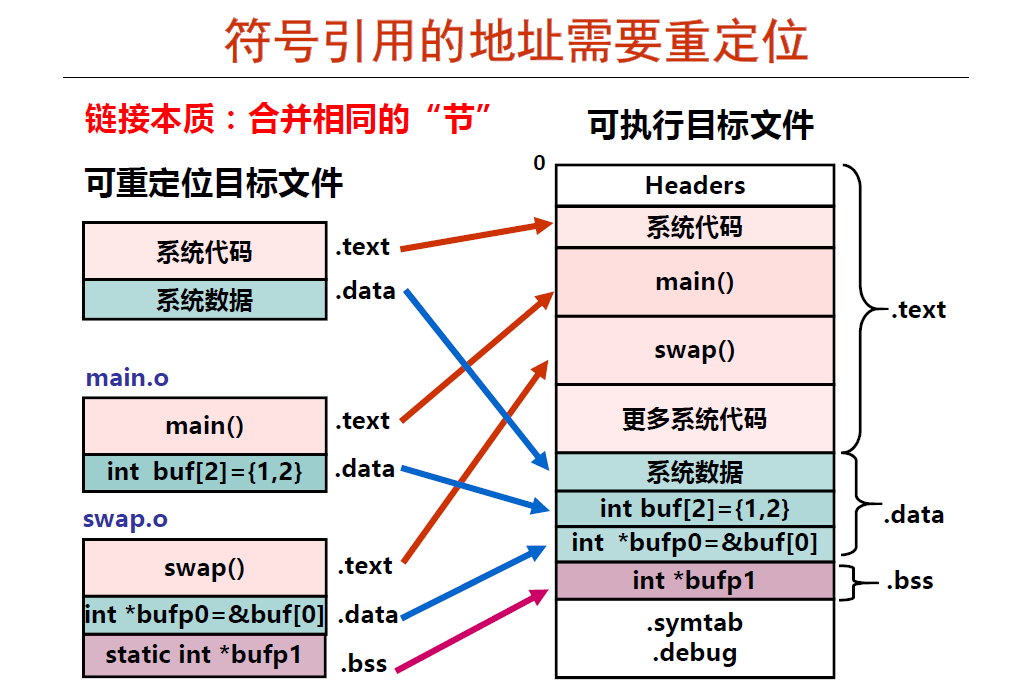 符号引用的地址需要重定位
链接本质：合并相同的“节”
可重定位目标文件
系统代码
.text
系统数据
.data
main.o
main()
.text
int buf[2]={1,2}
.data
swap.o
swap()
.text
int *bufp0=&buf[0]
.data
static int *bufp1
.bss
可执行目标文件
0
Headers
系统代码
main()
swap()
更多系统代码
.text
系统数据
int buf[2]={1,2}
int *bufp0=&buf[0]
.data
int *bufp1
.bss
.symtab
.debug